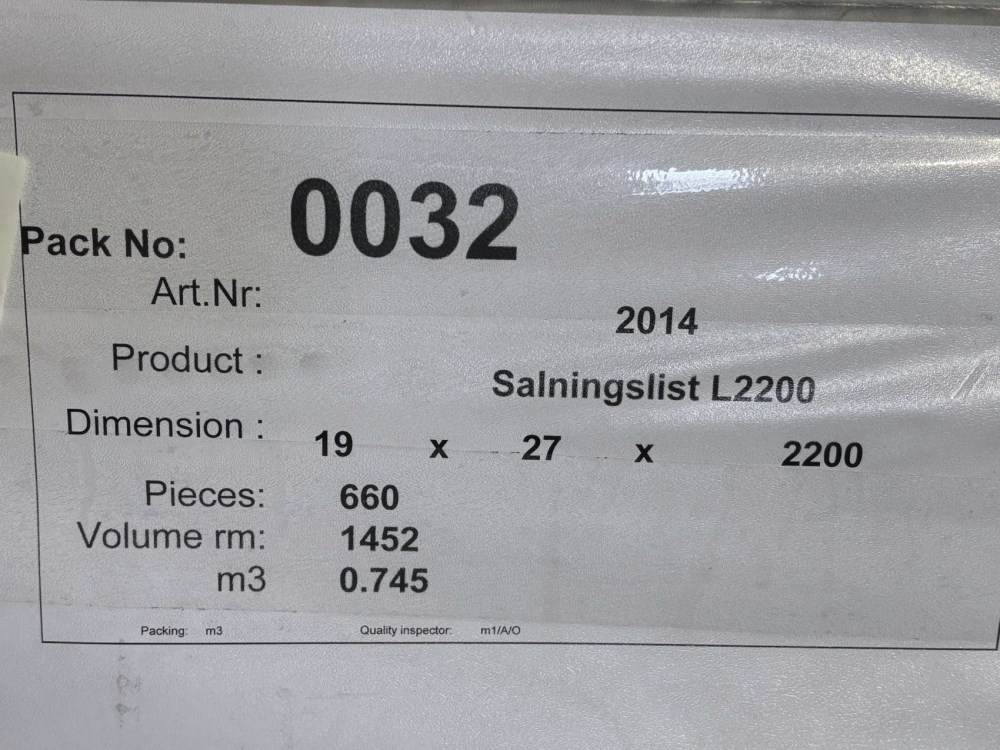 Pack No: 0032
Art.Nr: 2014
Product : Salningslist L2200
Dimension : 19 x 27 x 2200
Pieces: 660
Volume rm: 1452
m3 0.745
Packing: m3 Quality inspector: m1/A/O